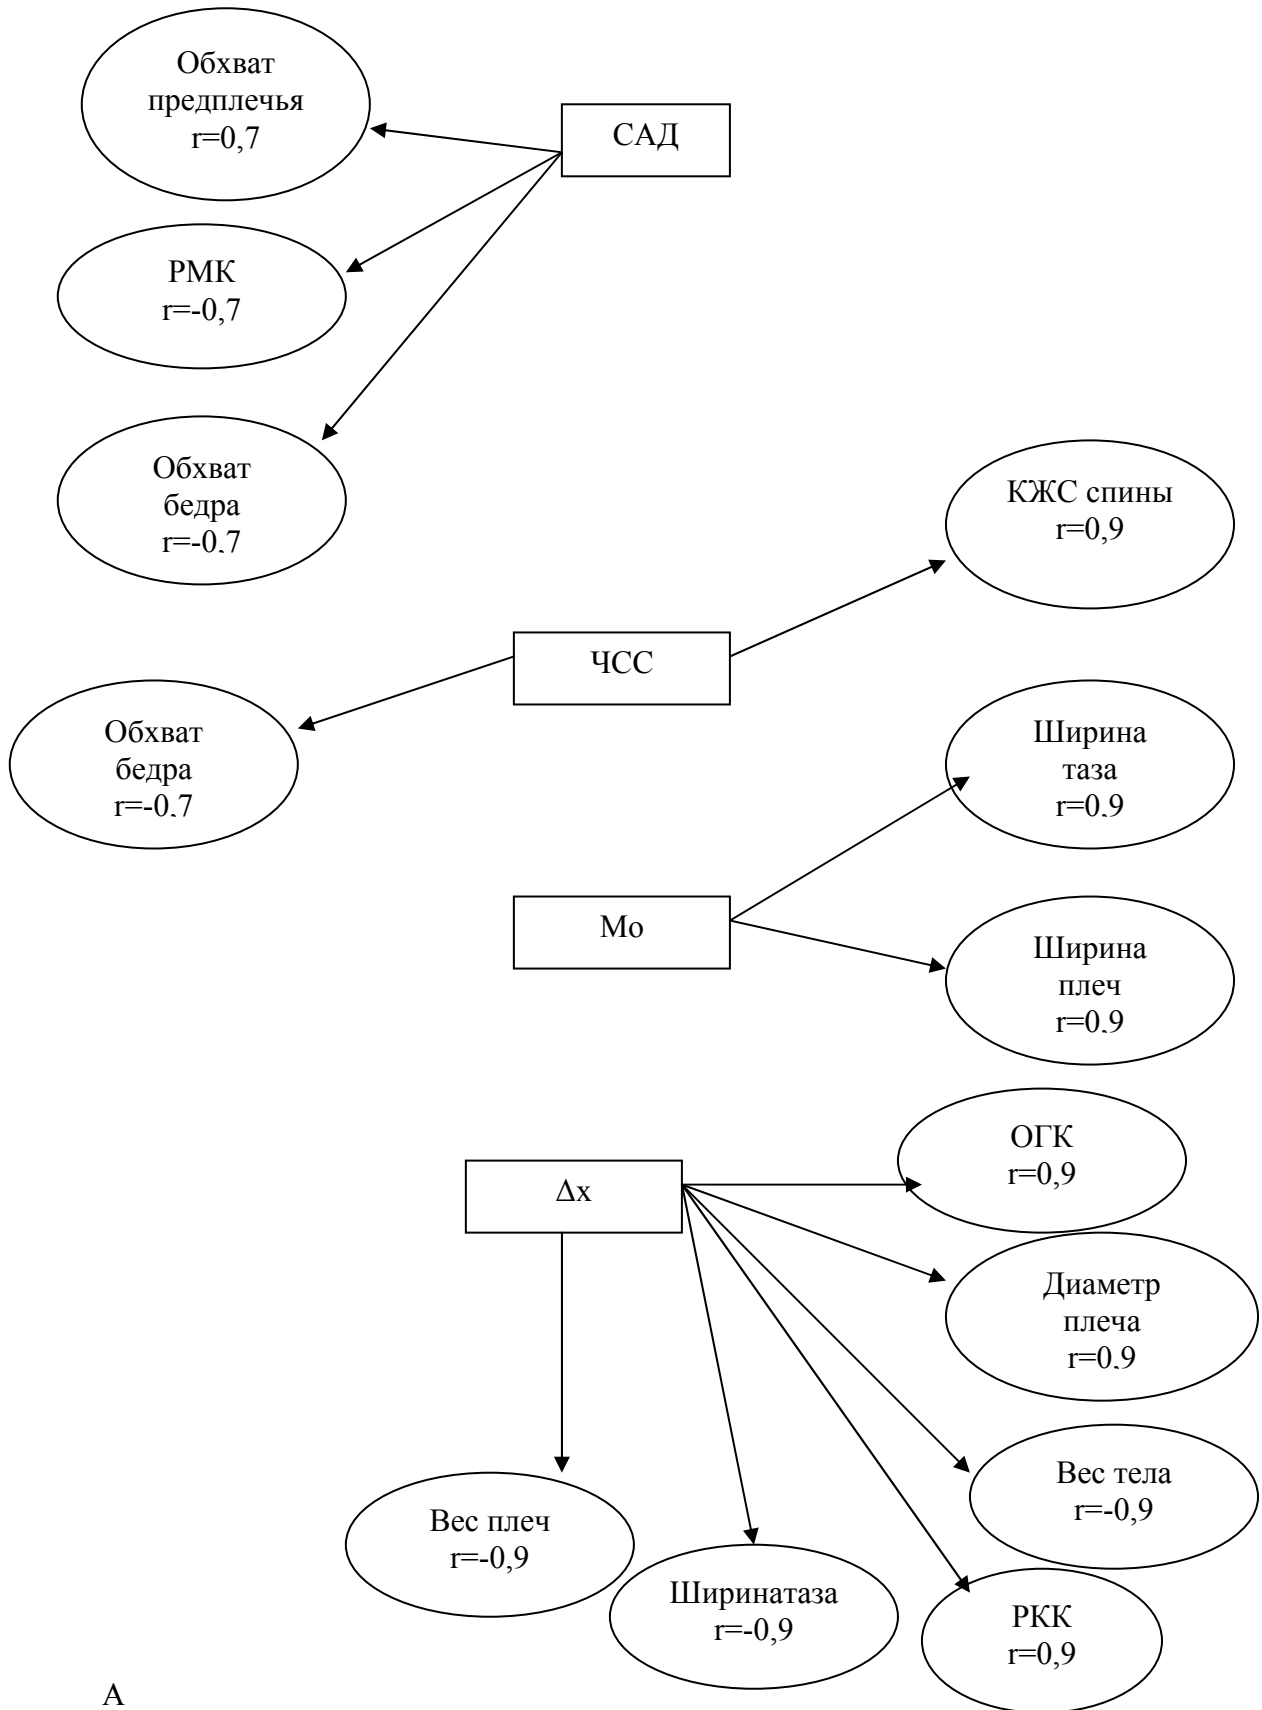 Обхват
предплечья
r=0,7
САД
РМК
r=-0,7
Обхват
бедра
r=-0,7
КЖС спины
r=0,9
ЧСС
Обхват
бедра
r=-0,7
Ширина
таза
r=0,9
Мо
Ширина
плеч
r=0,9
ОГК
r=0,9
Δх
Диаметр
плеча
r=0,9
Вес тела
r=-0,9
Вес плеч
r=-0,9
Ширинатаза
r=-0,9
РКК
r=0,9
А